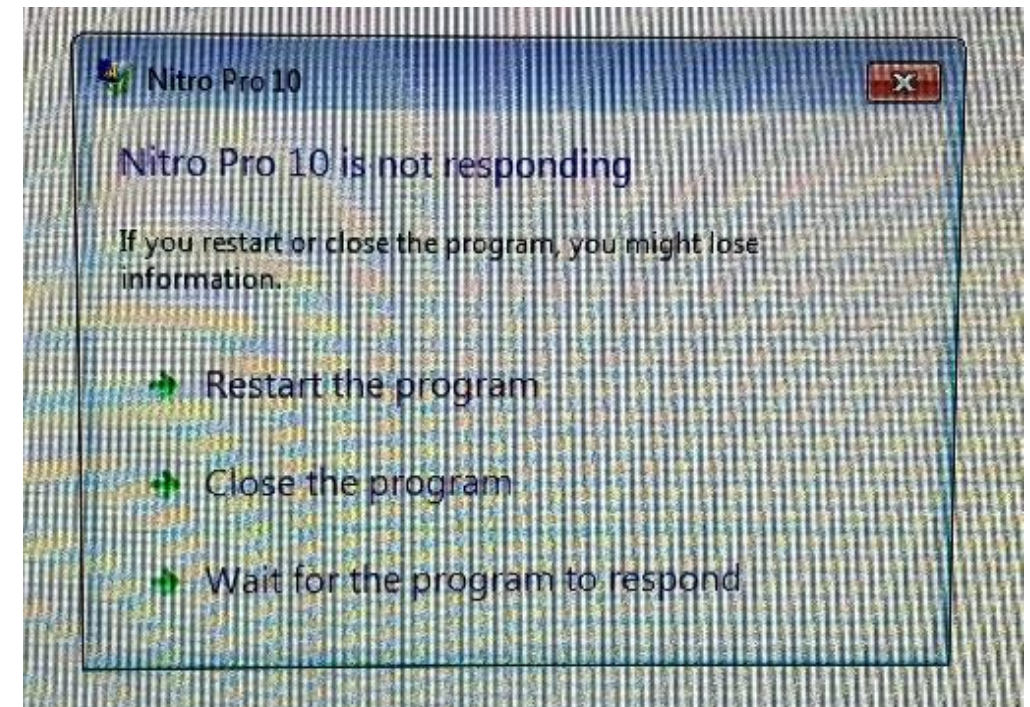 Nitro Pro 10
Nitro Pro 10 is not responding
If you restart or close the program, you might lose
information.
Restart the program
Close the program
Wait for the program to respond